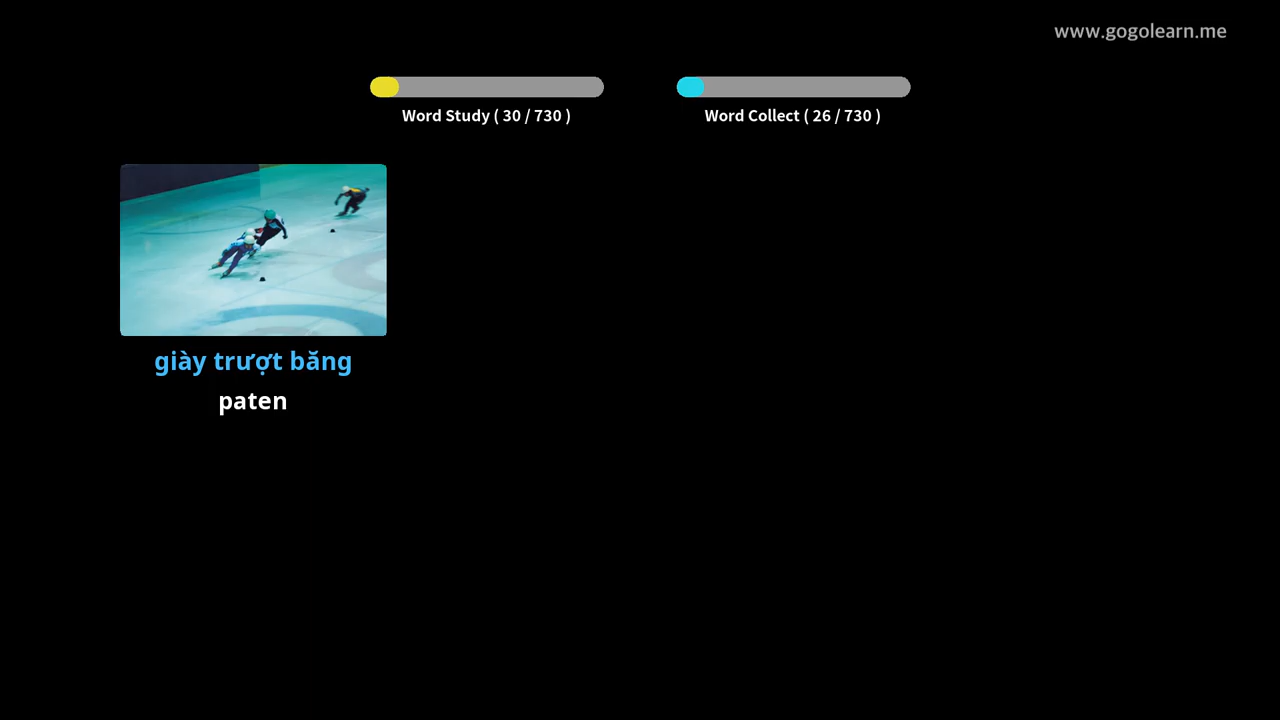 www.gogolearn.me
Word Study ( 30 / 730 )
Word Collect ( 26 / 730 )
giày trượt băng
paten